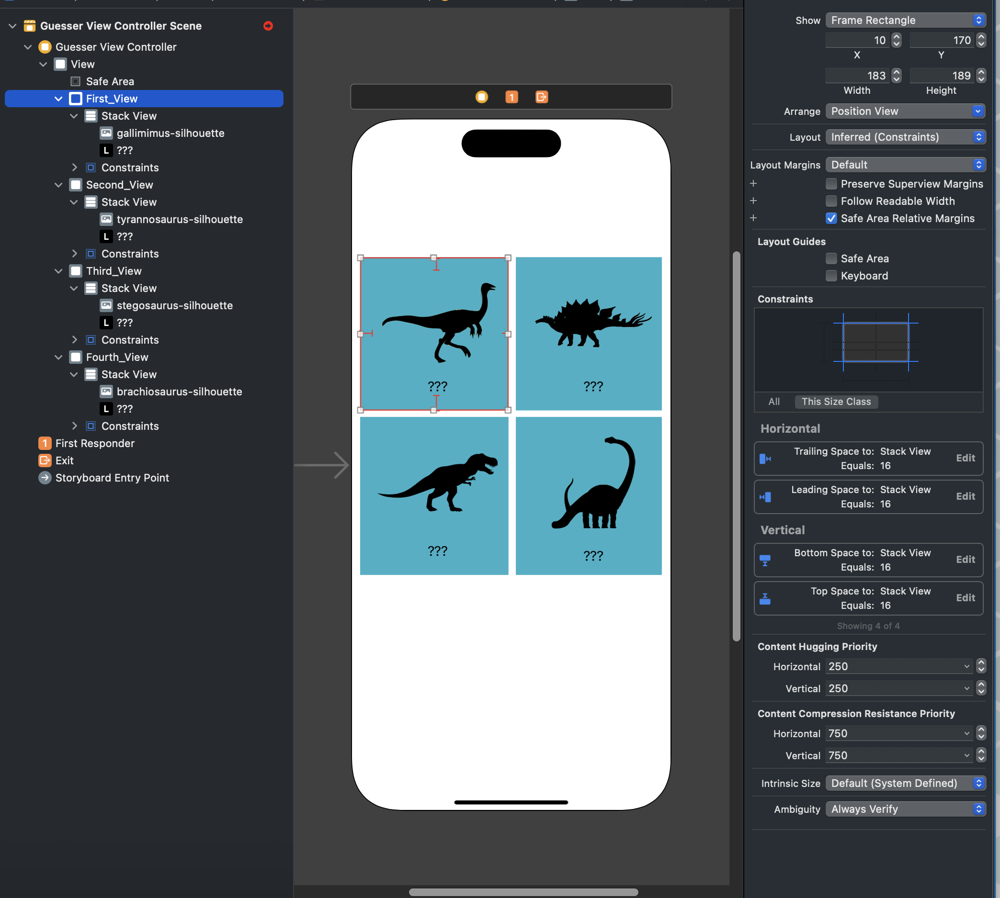 Guesser View Controller Scene
Guesser View Controller
View
Safe Area
First_View
Stack View
gallimimus-silhouette
L ???
Constraints
Second_View
Stack View
tyrannosaurus-silhouette
L ???
Constraints
Third_View
Stack View
stegosaurus-silhouette
L ???
Constraints
Fourth_View
Stack View
brachiosaurus-silhouette
L ???
Constraints
1 First Responder
Exit
Storyboard Entry Point
1
???
???
???
???
Show Frame Rectangle
10 170
X Y
183 189
Width Height
Arrange Position View
Layout Inferred (Constraints)
Layout Margins Default
Preserve Superview Margins
Follow Readable Width
Safe Area Relative Margins
Layout Guides
Safe Area
Keyboard
Constraints
All This Size Class
Horizontal
Trailing Space to: Stack View
Equals: 16
Edit
Leading Space to: Stack View
Equals: 16
Edit
Vertical
Bottom Space to: Stack View
Equals: 16
Edit
Top Space to: Stack View
Equals: 16
Edit
Showing 4 of 4
Content Hugging Priority
Horizontal 250
Vertical 250
Content Compression Resistance Priority
Horizontal 750
Vertical 750
Intrinsic Size Default (System Defined)
Ambiguity Always Verify